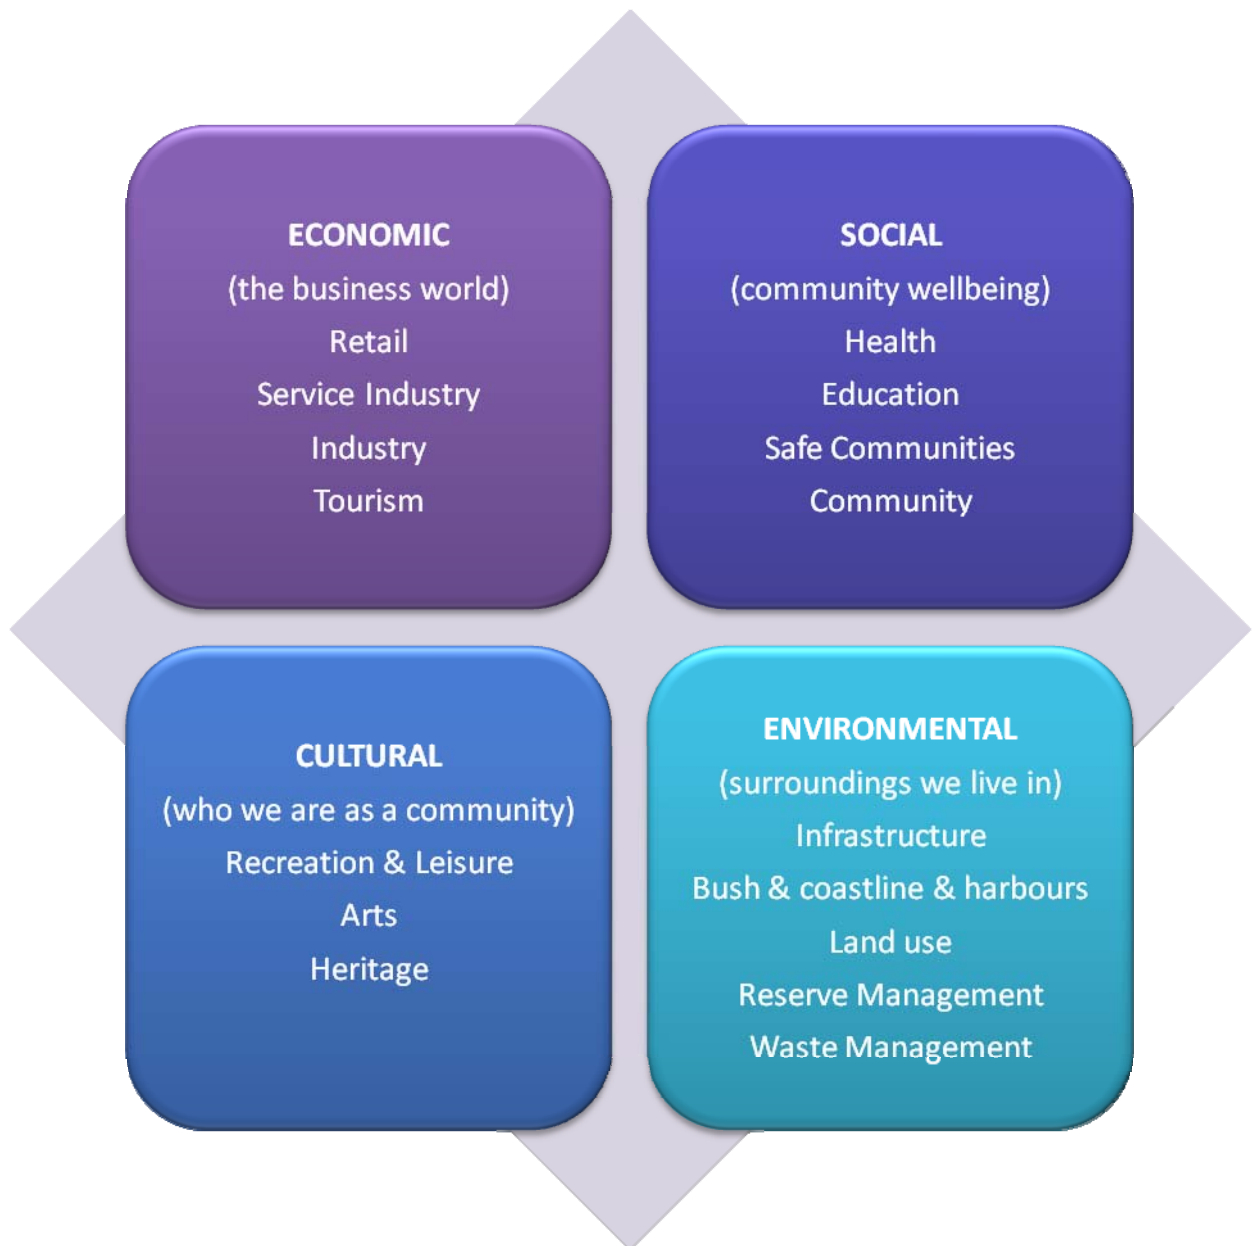 ECONOMIC
(the business world)
Retail
Service Industry
Industry
Tourism
SOCIAL
(community wellbeing)
Health
Education
Safe Communities
Community
CULTURAL
(who we are as a community)
Recreation & Leisure
Arts
Heritage
ENVIRONMENTAL
(surroundings we live in)
Infrastructure
Bush & coastline & harbours
Land use
Reserve Management
Waste Management